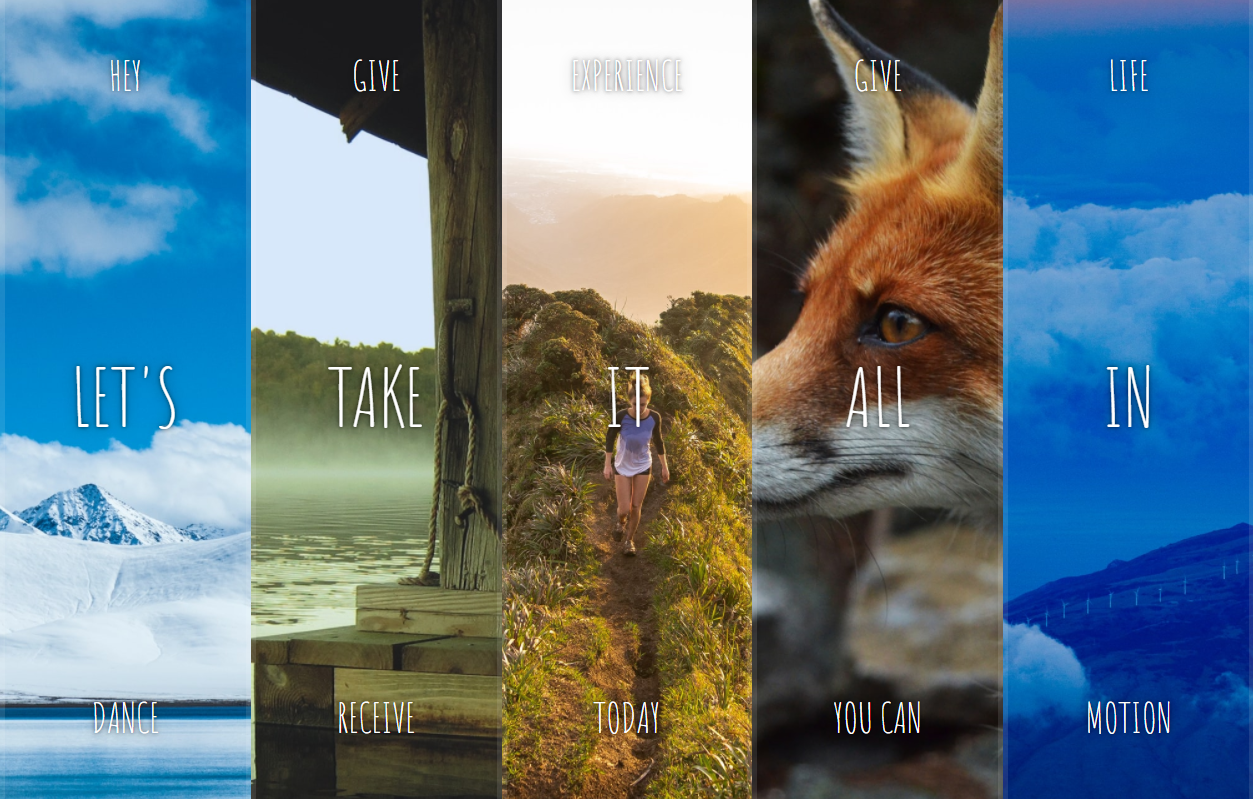 HEY
LET'S
DANCE
GIVE
TAKE
RECEIVE
EXPERIENCE
IT
TODAY
GIVE
ALL
YOU CAN
LIFE
IN
MOTION